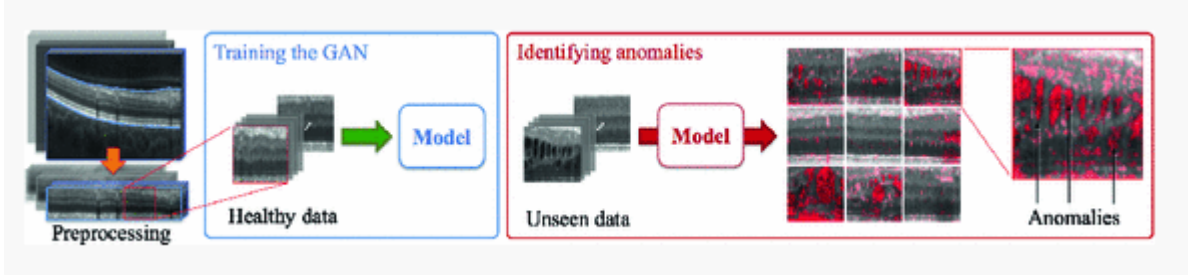 Training the GAN
Identifying anomalies
Model
Model
Healthy data
Unseen data
Anomalies
Preprocessing